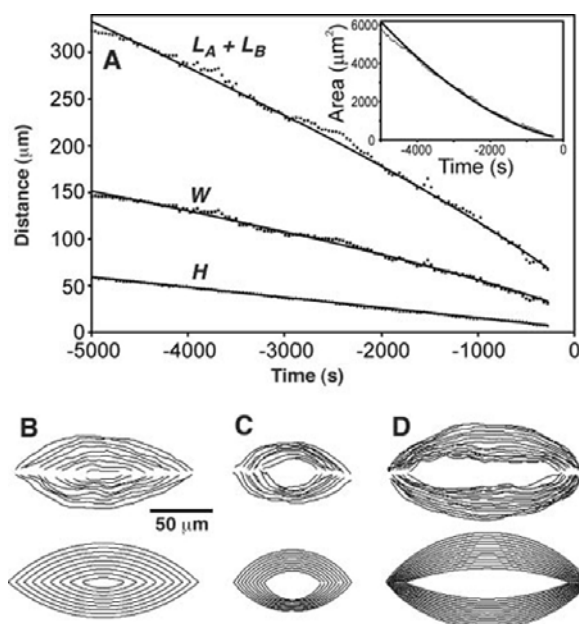 A
L_A + L_B
W
H
300
250
200
150
100
50
0
Distance (µm)
-5000 -4000 -3000 -2000 -1000 0
Time (s)
6000
4000
2000
0
Area (µm²)
-4000 -2000 0
Time (s)
B C D
50 µm